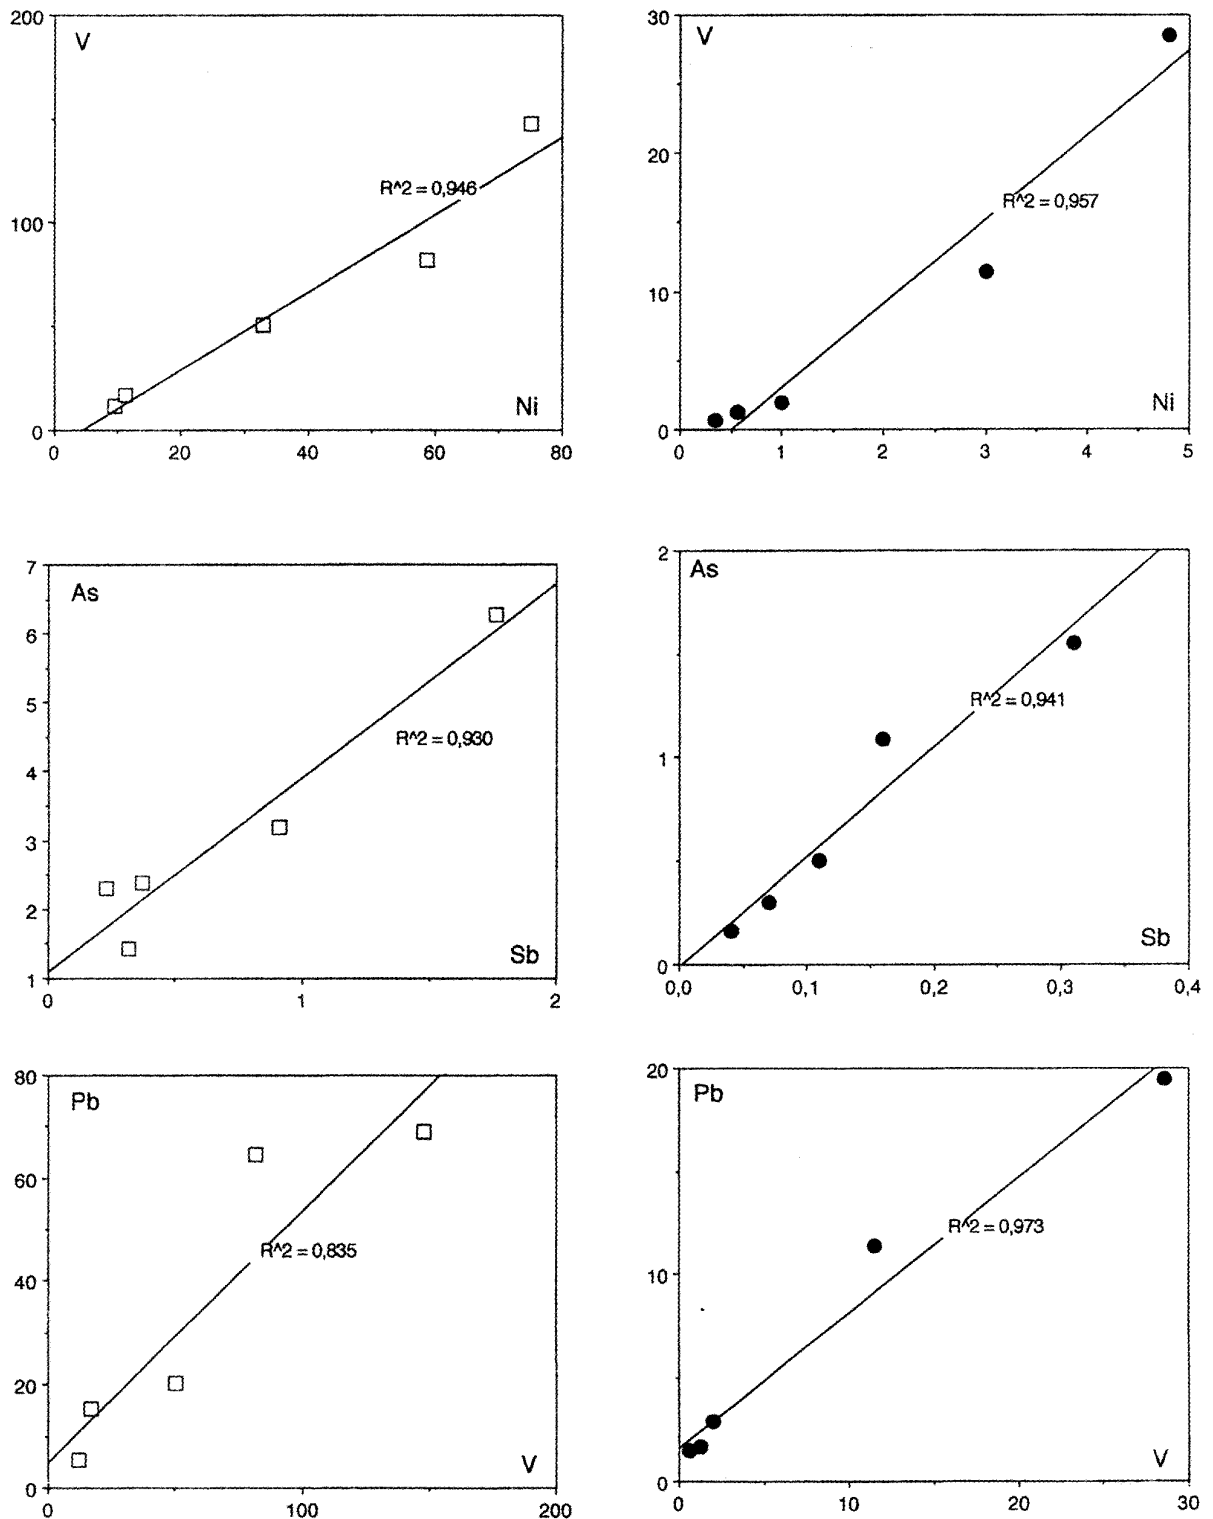 200
V
R^2 = 0,946
100
Ni
0
0 20 40 60 80
30
V
20
R^2 = 0,957
10
Ni
0
0 1 2 3 4 5
7
As
6
5
R^2 = 0,930
4
3
2
Sb
1
0 1 2
2
As
R^2 = 0,941
1
Sb
0
0,0 0,1 0,2 0,3 0,4
80
Pb
60
R^2 = 0,835
40
20
V
0
0 100 200
20
Pb
R^2 = 0,973
10
V
0
0 10 20 30